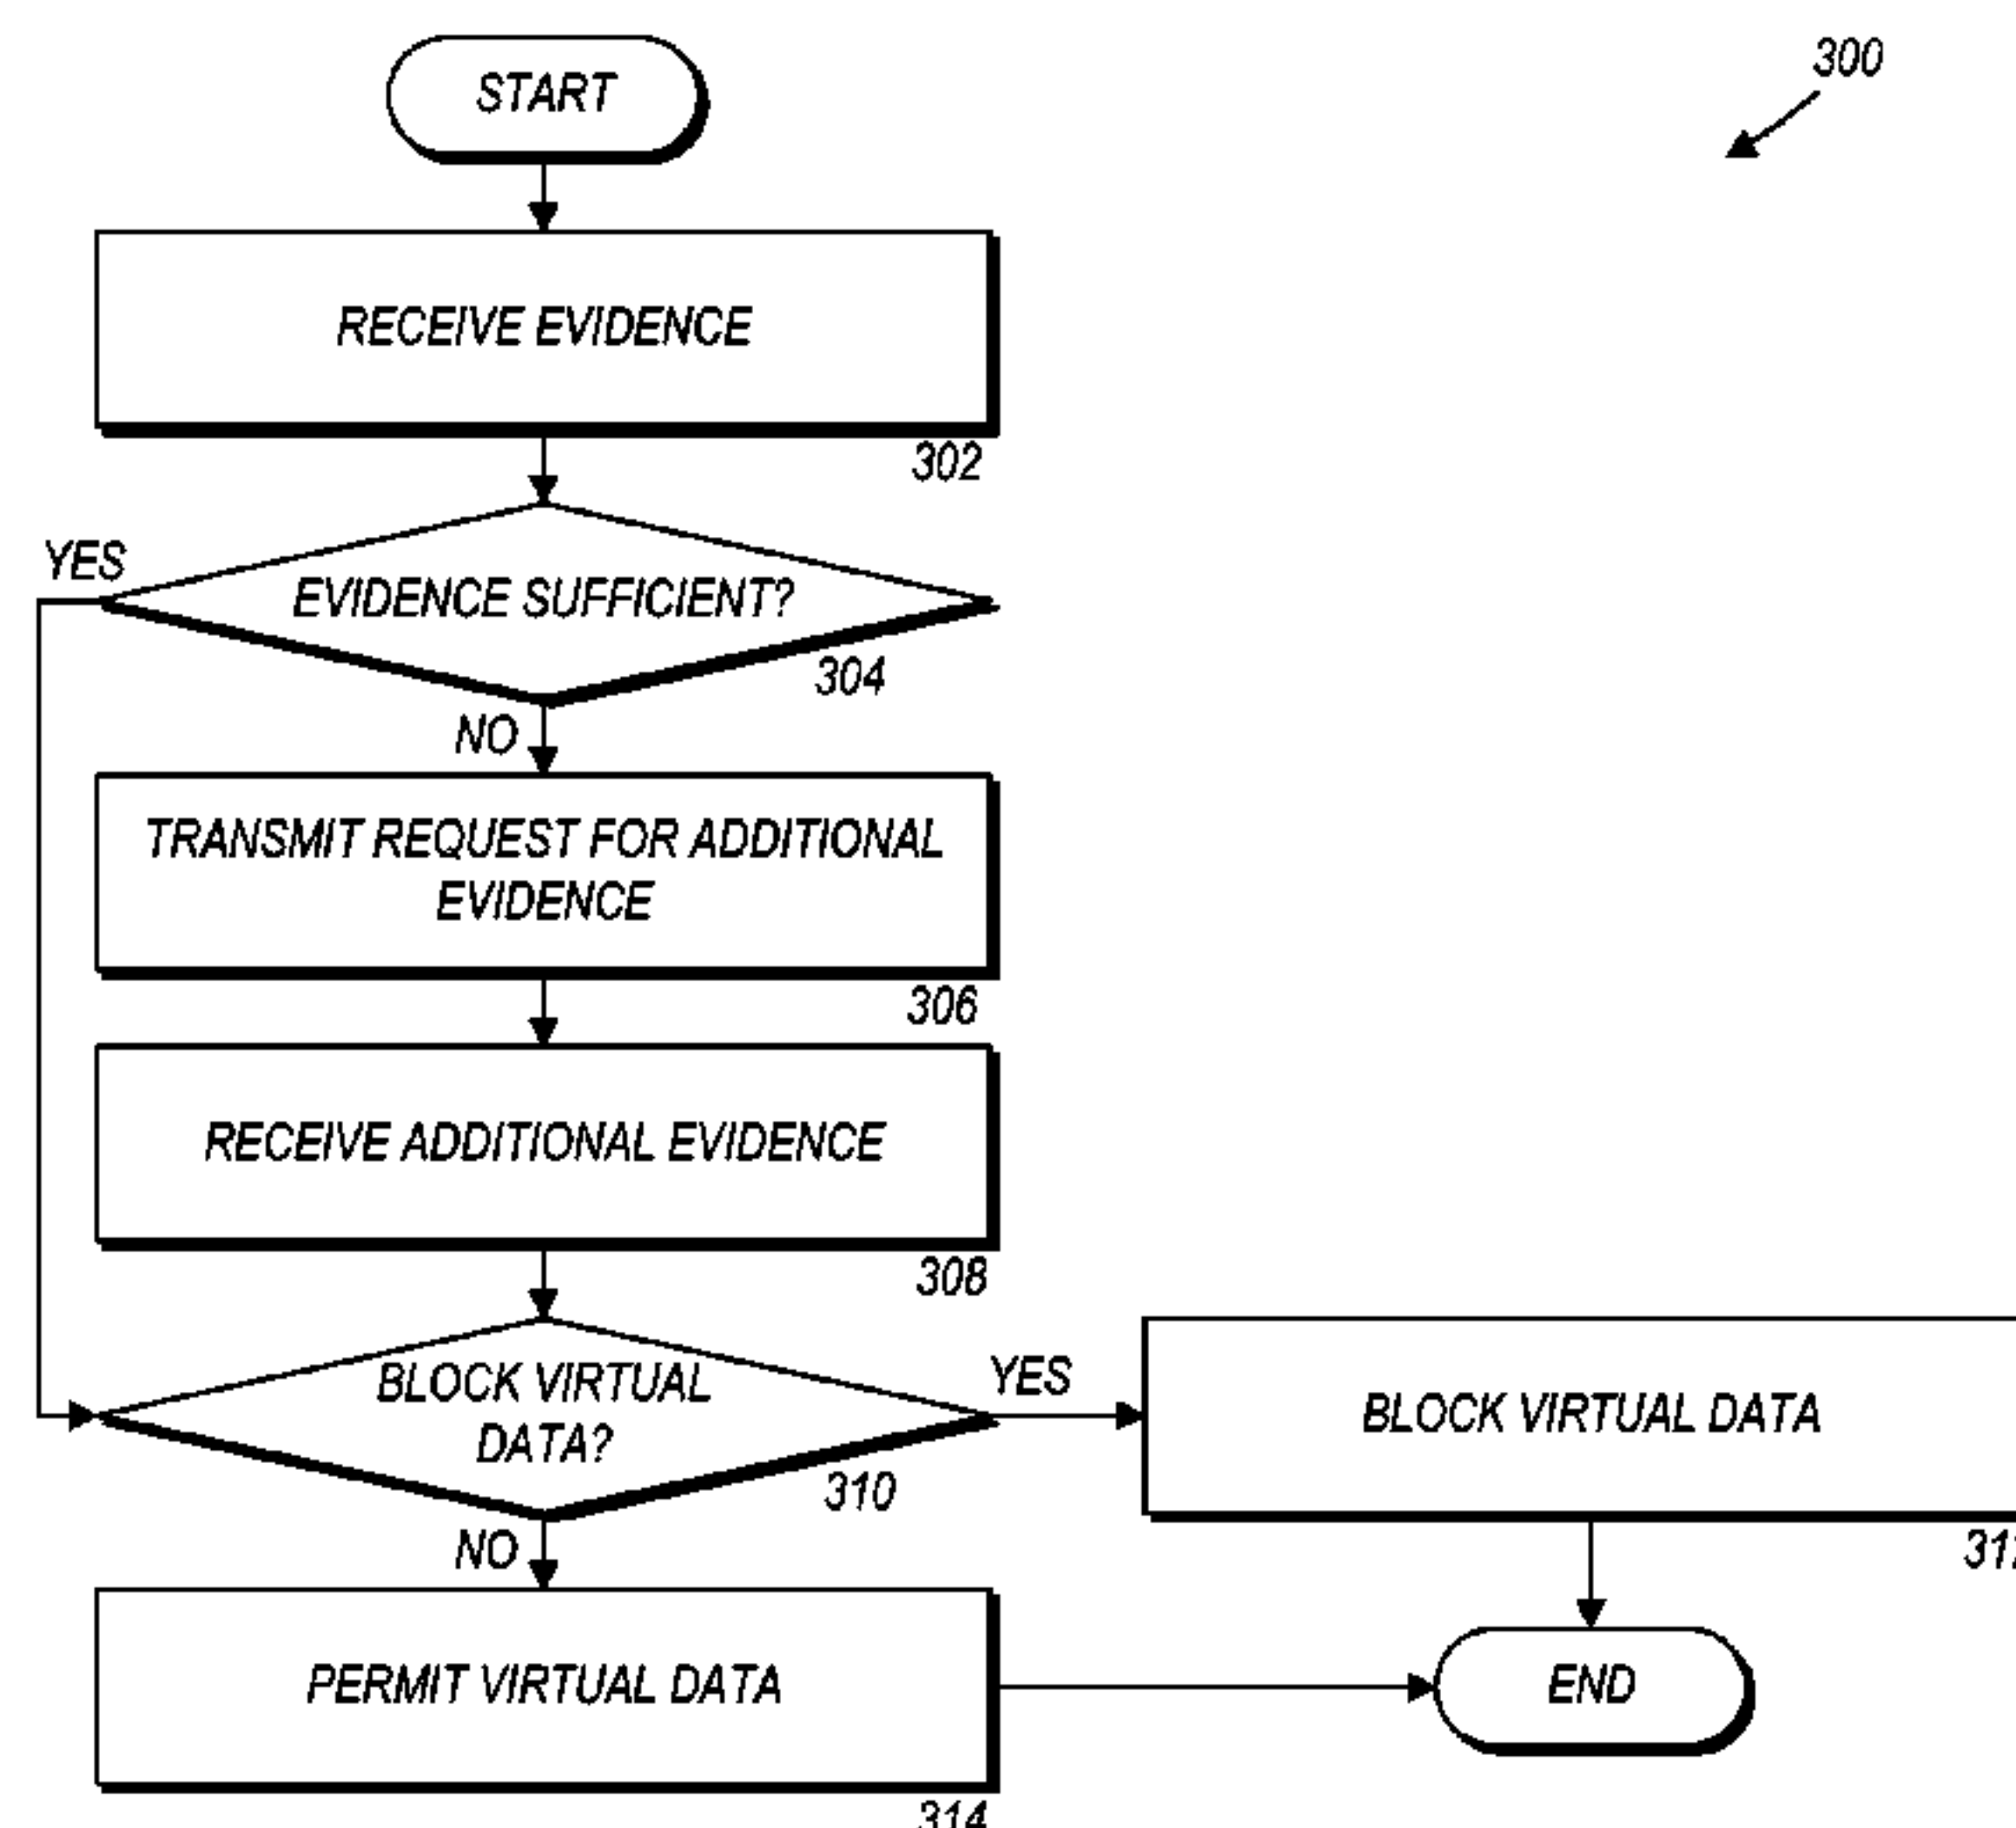 300
START
RECEIVE EVIDENCE
302
YES
EVIDENCE SUFFICIENT?
304
NO
TRANSMIT REQUEST FOR ADDITIONAL
EVIDENCE
306
RECEIVE ADDITIONAL EVIDENCE
308
BLOCK VIRTUAL
DATA?
310
YES
BLOCK VIRTUAL DATA
NO
PERMIT VIRTUAL DATA
314
END